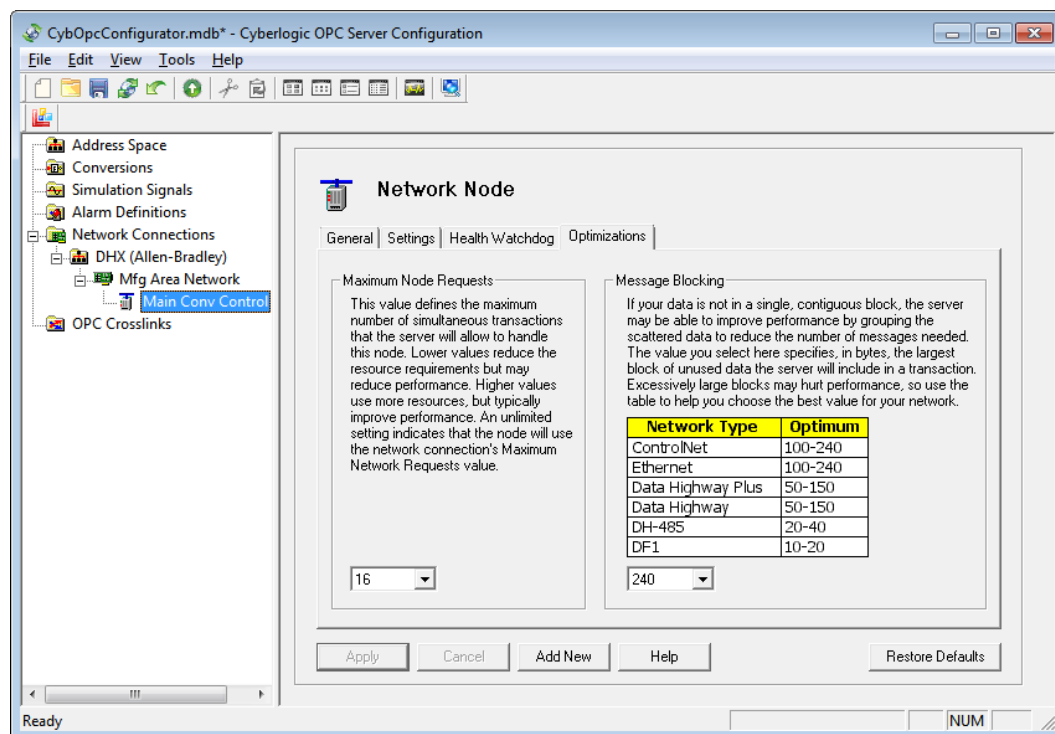 CybOpcConfigurator.mdb* - Cyberlogic OPC Server Configuration
File Edit View Tools Help
Address Space
Conversions
Simulation Signals
Alarm Definitions
Network Connections
DHX (Allen-Bradley)
Mfg Area Network
Main Conv Control
OPC Crosslinks
Network Node
General Settings Health Watchdog Optimizations
Maximum Node Requests
This value defines the maximum
number of simultaneous transactions
that the server will allow to handle
this node. Lower values reduce the
resource requirements but may
reduce performance. Higher values
use more resources, but typically
improve performance. An unlimited
setting indicates that the node will use
the network connection's Maximum
Network Requests value.
16
Message Blocking
If your data is not in a single, contiguous block, the server
may be able to improve performance by grouping the
scattered data to reduce the number of messages needed.
The value you select here specifies, in bytes, the largest
block of unused data the server will include in a transaction.
Excessively large blocks may hurt performance, so use the
table to help you choose the best value for your network.
Network Type Optimum
ControlNet 100-240
Ethernet 100-240
Data Highway Plus 50-150
Data Highway 50-150
DH-485 20-40
DF1 10-20
240
Apply Cancel Add New Help Restore Defaults
Ready NUM